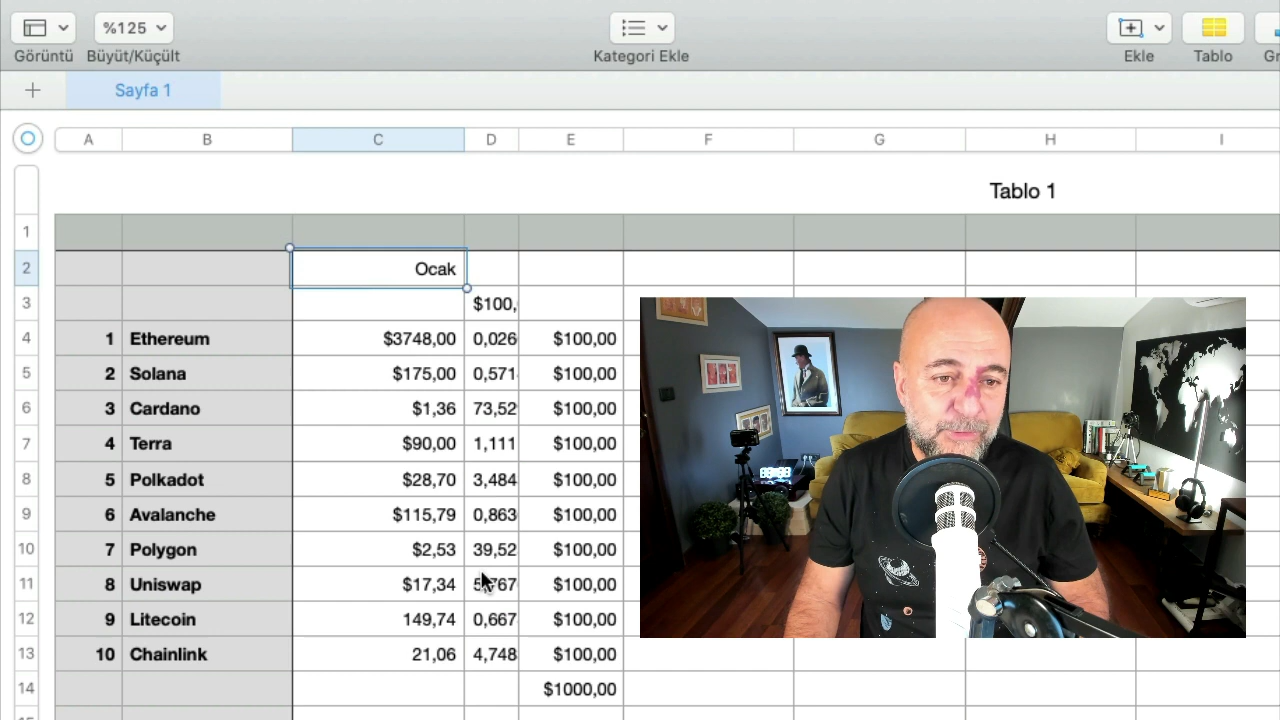 %125
Görüntü Büyüt/Küçült Kategori Ekle Ekle Tablo
Sayfa 1
A B C D E F G H I
Tablo 1
1
2 Ocak
3 $100,
4 1 Ethereum $3748,00 0,026 $100,00
5 2 Solana $175,00 0,571 $100,00
6 3 Cardano $1,36 73,52 $100,00
7 4 Terra $90,00 1,111 $100,00
8 5 Polkadot $28,70 3,484 $100,00
9 6 Avalanche $115,79 0,863 $100,00
10 7 Polygon $2,53 39,52 $100,00
11 8 Uniswap $17,34 $100,00
12 9 Litecoin 149,74 0,667 $100,00
13 10 Chainlink 21,06 4,748 $100,00
14 $1000,00